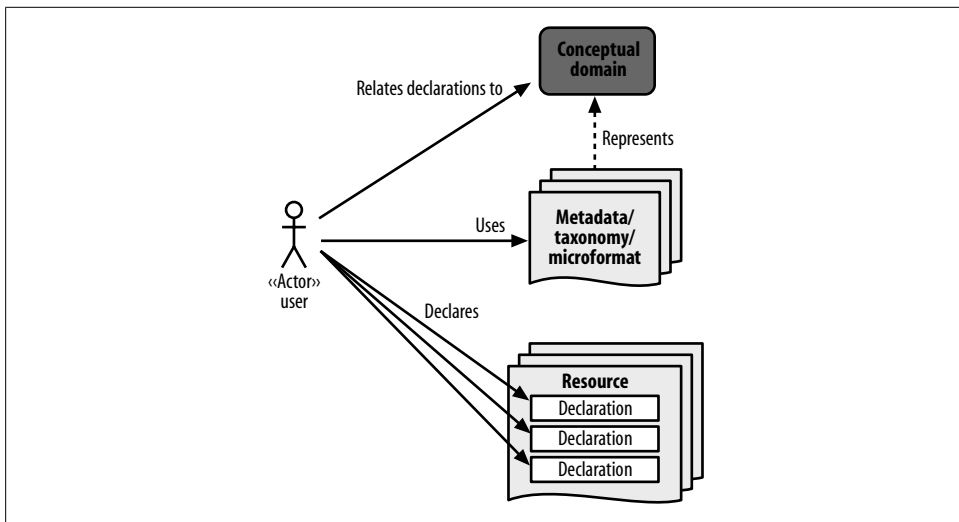 Conceptual
domain
Relates declarations to
Represents
Metadata/
taxonomy/
microformat
Uses
«Actor»
user
Declares
Resource
Declaration
Declaration
Declaration